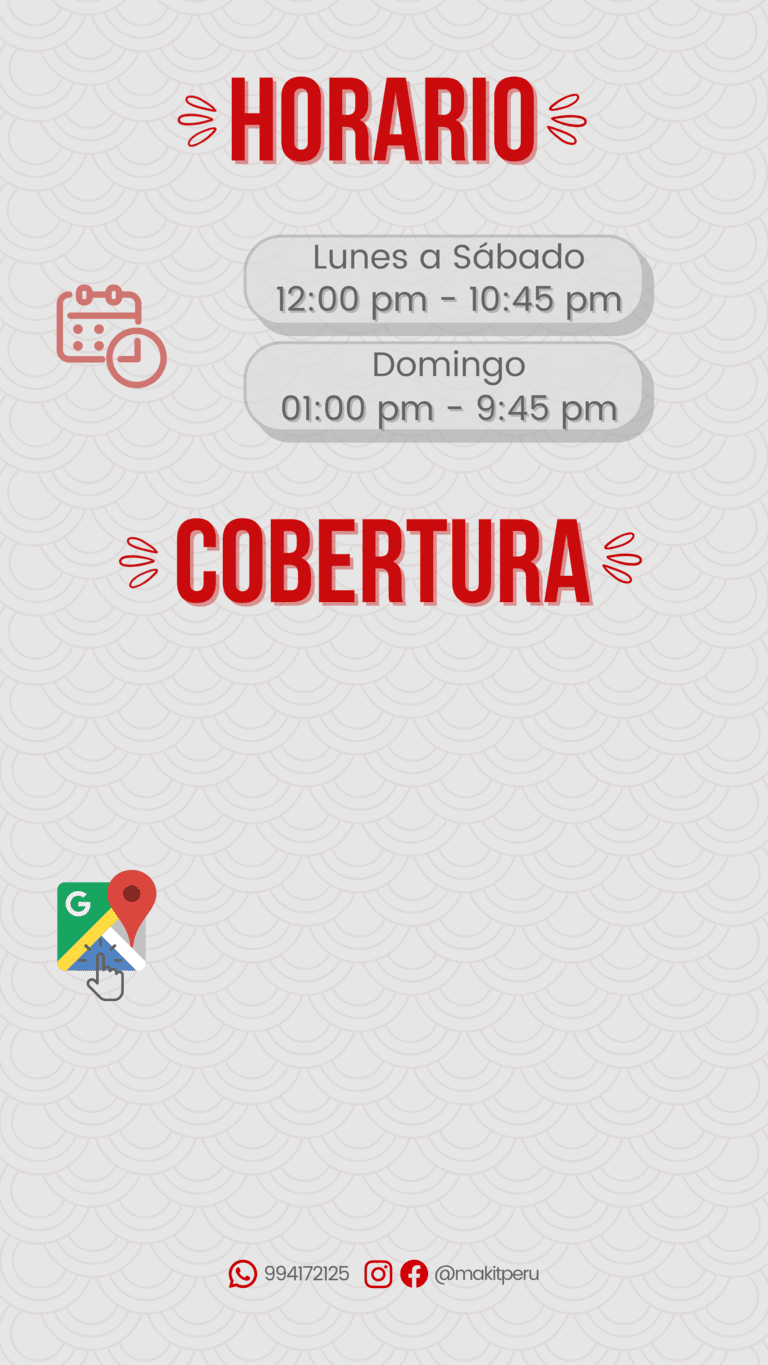 HORARIO
Lunes a Sábado
12:00 pm - 10:45 pm
Domingo
01:00 pm - 9:45 pm
COBERTURA
G
994172125 @makitperu